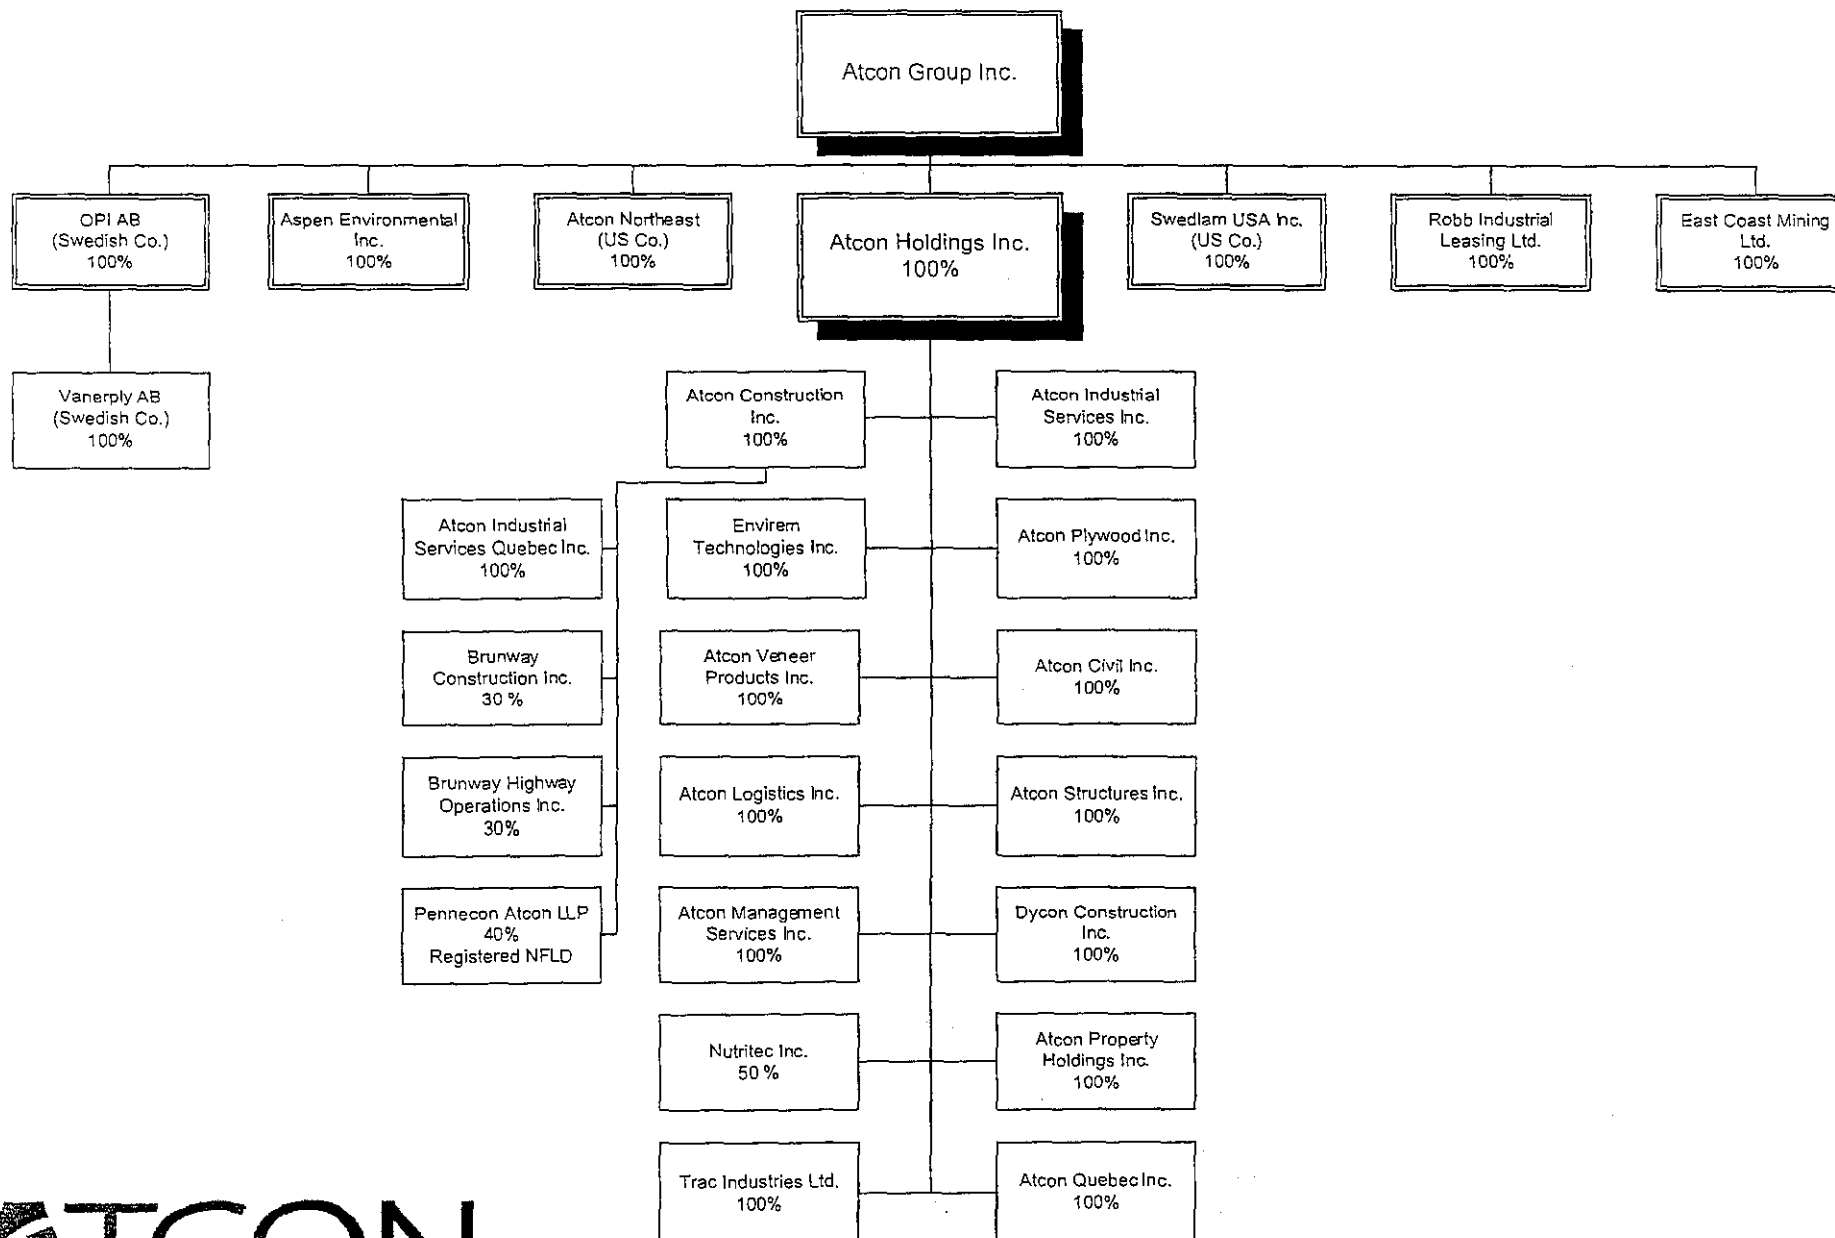 Atcon Group Inc.
OPI AB
(Swedish Co.)
100%
Aspen Environmental
Inc.
100%
Atcon Northeast
(US Co.)
100%
Atcon Holdings Inc.
100%
Swedlam USA Inc.
(US Co.)
100%
Robb Industrial
Leasing Ltd.
100%
East Coast Mining
Ltd.
100%
Vanerply AB
(Swedish Co.)
100%
Atcon Construction
Inc.
100%
Atcon Industrial
Services Inc.
100%
Atcon Industrial
Services Quebec Inc.
100%
Envirem
Technologies Inc.
100%
Atcon Plywood Inc.
100%
Brunway
Construction Inc.
30 %
Atcon Veneer
Products Inc.
100%
Atcon Civil Inc.
100%
Brunway Highway
Operations Inc.
30%
Atcon Logistics Inc.
100%
Atcon Structures Inc.
100%
Pennecon Atcon LLP
40%
Registered NFLD
Atcon Management
Services Inc.
100%
Dycon Construction
Inc.
100%
Nutritec Inc.
50 %
Atcon Property
Holdings Inc.
100%
Trac Industries Ltd.
100%
Atcon Quebec Inc.
100%
ATCON